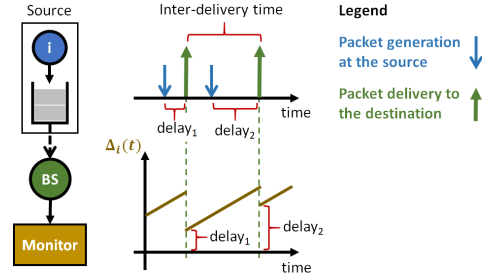 Source
i
BS
Monitor
Inter-delivery time
time
delay₁
delay₂
Δᵢ(t)
delay₁
delay₂
time
Legend
Packet generation
at the source
Packet delivery to
the destination